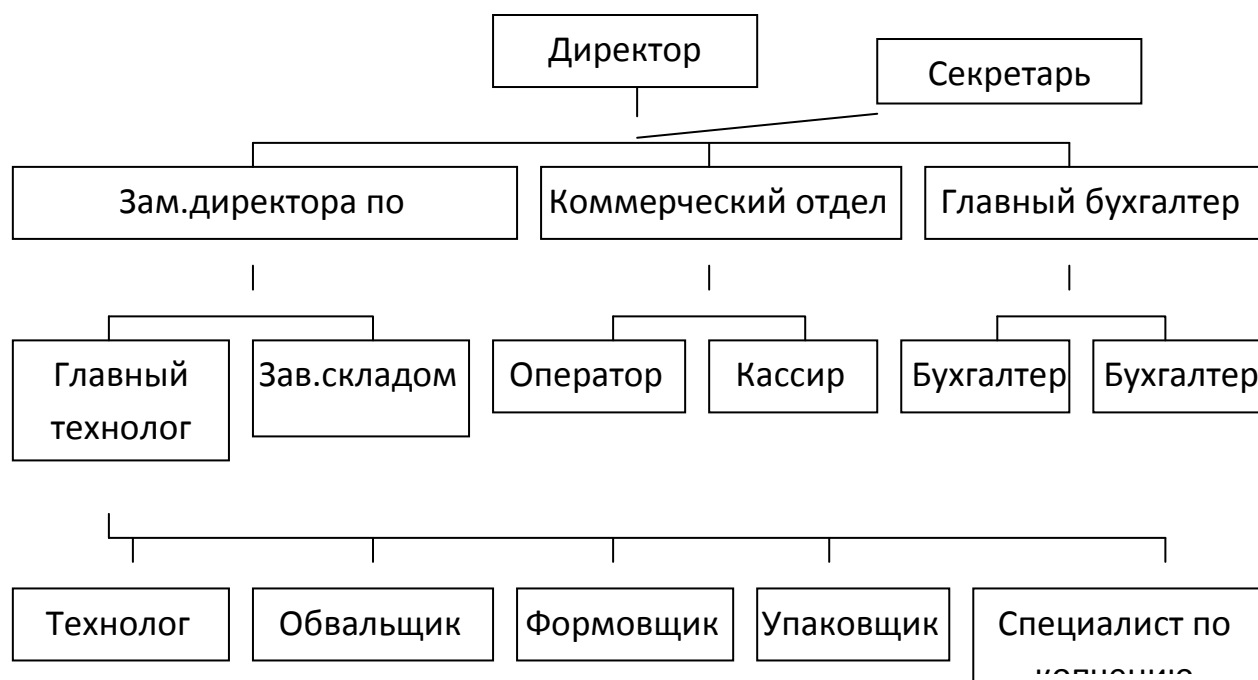 Директор
Секретарь
Зам.директора по
Коммерческий отдел
Главный бухгалтер
Главный
технолог
Зав.складом
Оператор
Кассир
Бухгалтер
Бухгалтер
Технолог
Обвальщик
Формовщик
Упаковщик
Специалист по
копчению